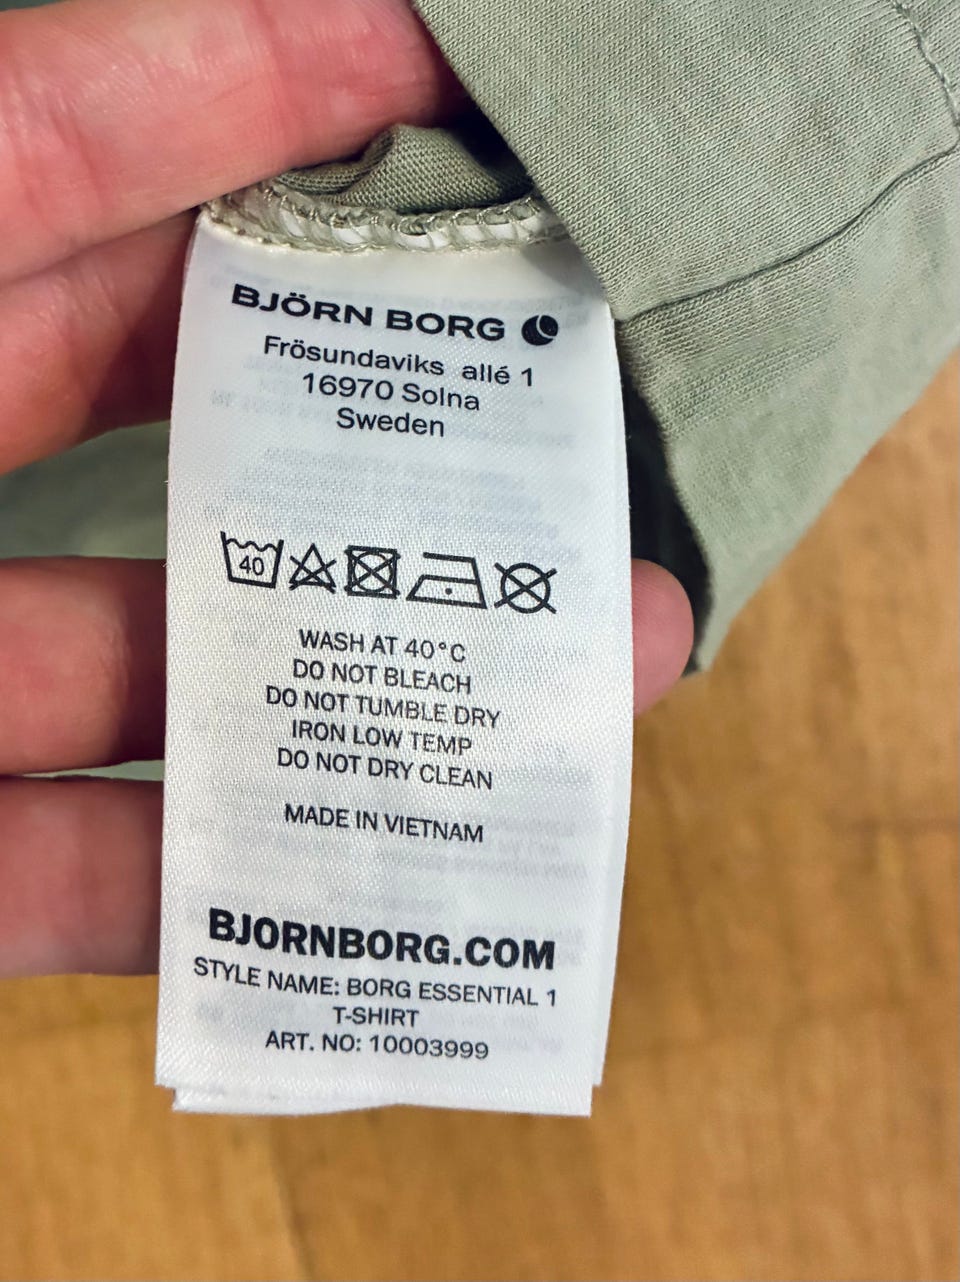 BJÖRN BORG
Frösundaviks allé 1
16970 Solna
Sweden
40
WASH AT 40°C
DO NOT BLEACH
DO NOT TUMBLE DRY
IRON LOW TEMP
DO NOT DRY CLEAN
MADE IN VIETNAM
BJORNBORG.COM
STYLE NAME: BORG ESSENTIAL 1
T-SHIRT
ART. NO: 10003999